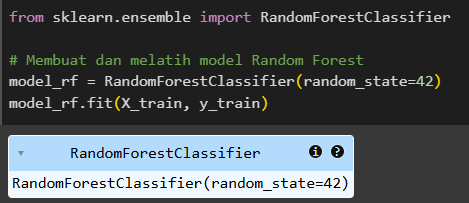 from sklearn.ensemble import RandomForestClassifier
# Membuat dan melatih model Random Forest
model_rf = RandomForestClassifier(random_state=42)
model_rf.fit(X_train, y_train)
▾ RandomForestClassifier i ?
RandomForestClassifier(random_state=42)